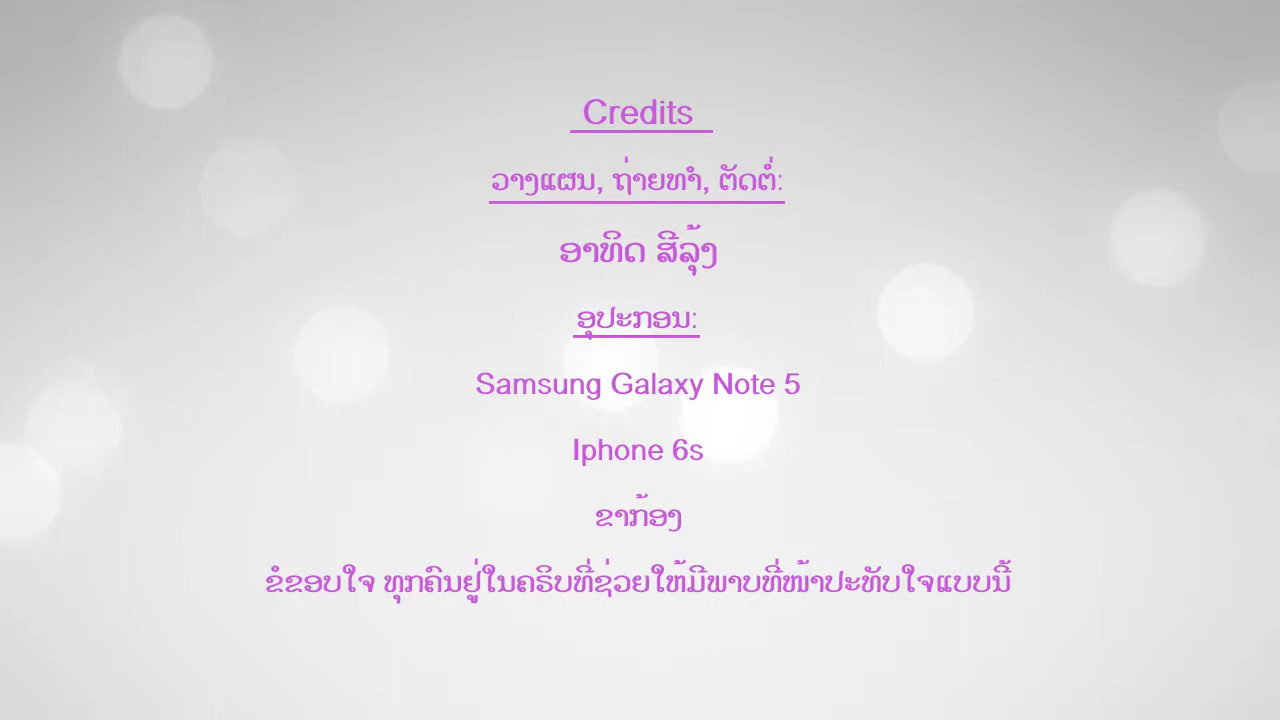 Credits
ວາງແຜນ, ຖ່າຍທຳ, ຕັດຕໍ່:
ອາທິດ ສີລຸ້ງ
ອຸປະກອນ:
Samsung Galaxy Note 5
Iphone 6s
ຂາກ້ອງ
ຂໍຂອບໃຈ ທຸກຄົນຢູ່ໃນຄຣິບທີ່ຊ່ວຍໃຫ້ມີພາບທີ່ໜ້າປະທັບໃຈແບບນີ້